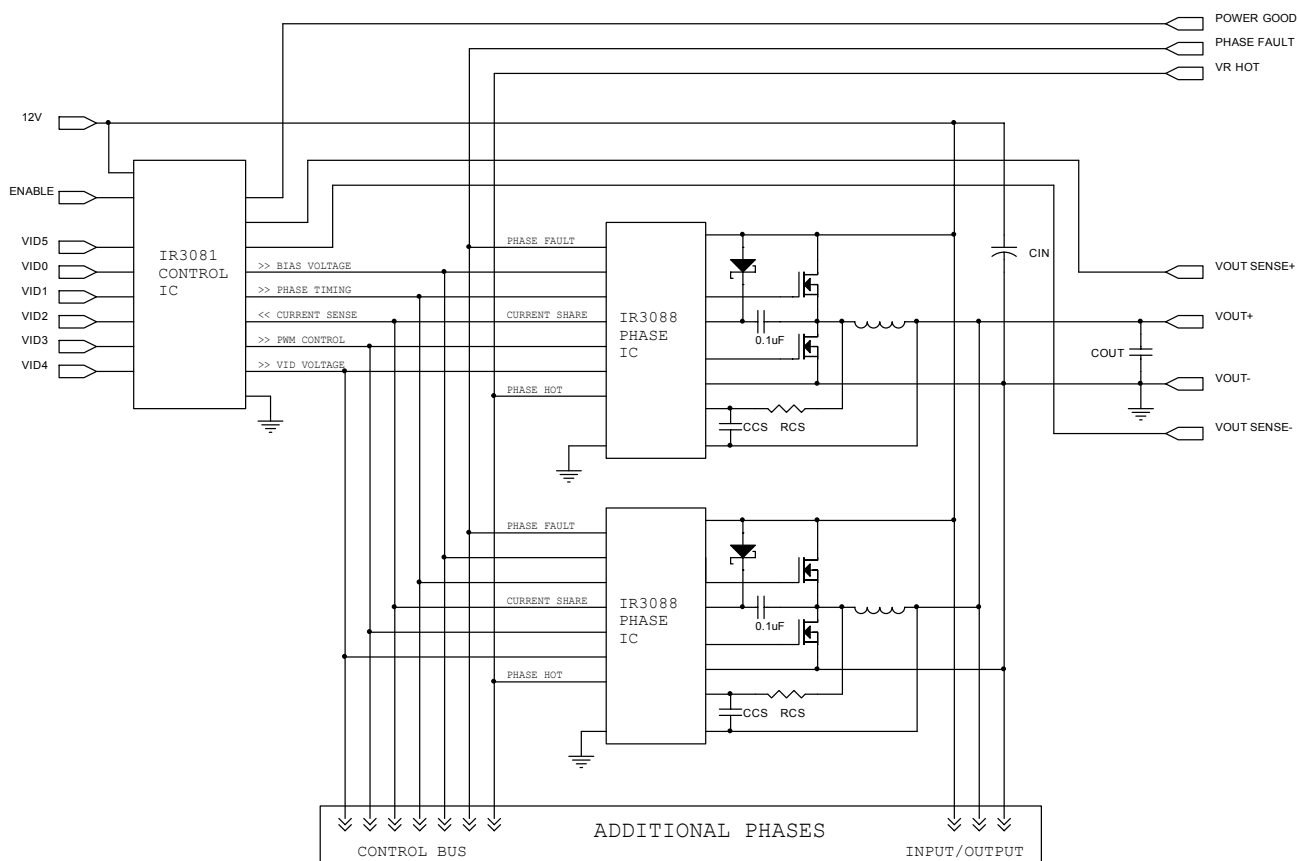 POWER GOOD
PHASE FAULT
VR HOT
12V
ENABLE
VID5
VID0
VID1
VID2
VID3
VID4
IR3081
CONTROL
IC
>> BIAS VOLTAGE
>> PHASE TIMING
<< CURRENT SENSE
>> PWM CONTROL
>> VID VOLTAGE
PHASE FAULT
CURRENT SHARE
PHASE HOT
IR3088
PHASE
IC
0.1uF
CCS RCS
CIN
COUT
VOUT SENSE+
VOUT+
VOUT-
VOUT SENSE-
PHASE FAULT
CURRENT SHARE
PHASE HOT
IR3088
PHASE
IC
0.1uF
CCS RCS
ADDITIONAL PHASES
CONTROL BUS
INPUT/OUTPUT